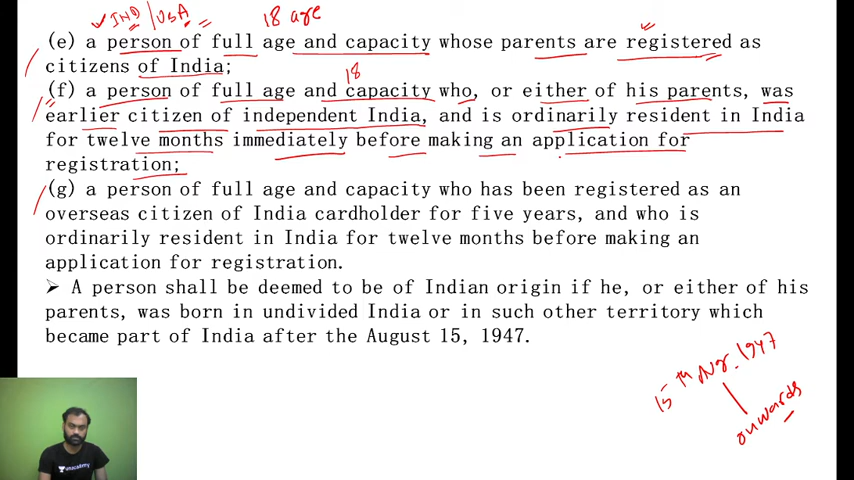 IND / USA
18 age
(e) a person of full age and capacity whose parents are registered as
citizens of India;
18
(f) a person of full age and capacity who, or either of his parents, was
earlier citizen of independent India, and is ordinarily resident in India
for twelve months immediately before making an application for
registration;
(g) a person of full age and capacity who has been registered as an
overseas citizen of India cardholder for five years, and who is
ordinarily resident in India for twelve months before making an
application for registration.
➤ A person shall be deemed to be of Indian origin if he, or either of his
parents, was born in undivided India or in such other territory which
became part of India after the August 15, 1947.
15th Aug. 1947
onwards
unacademy